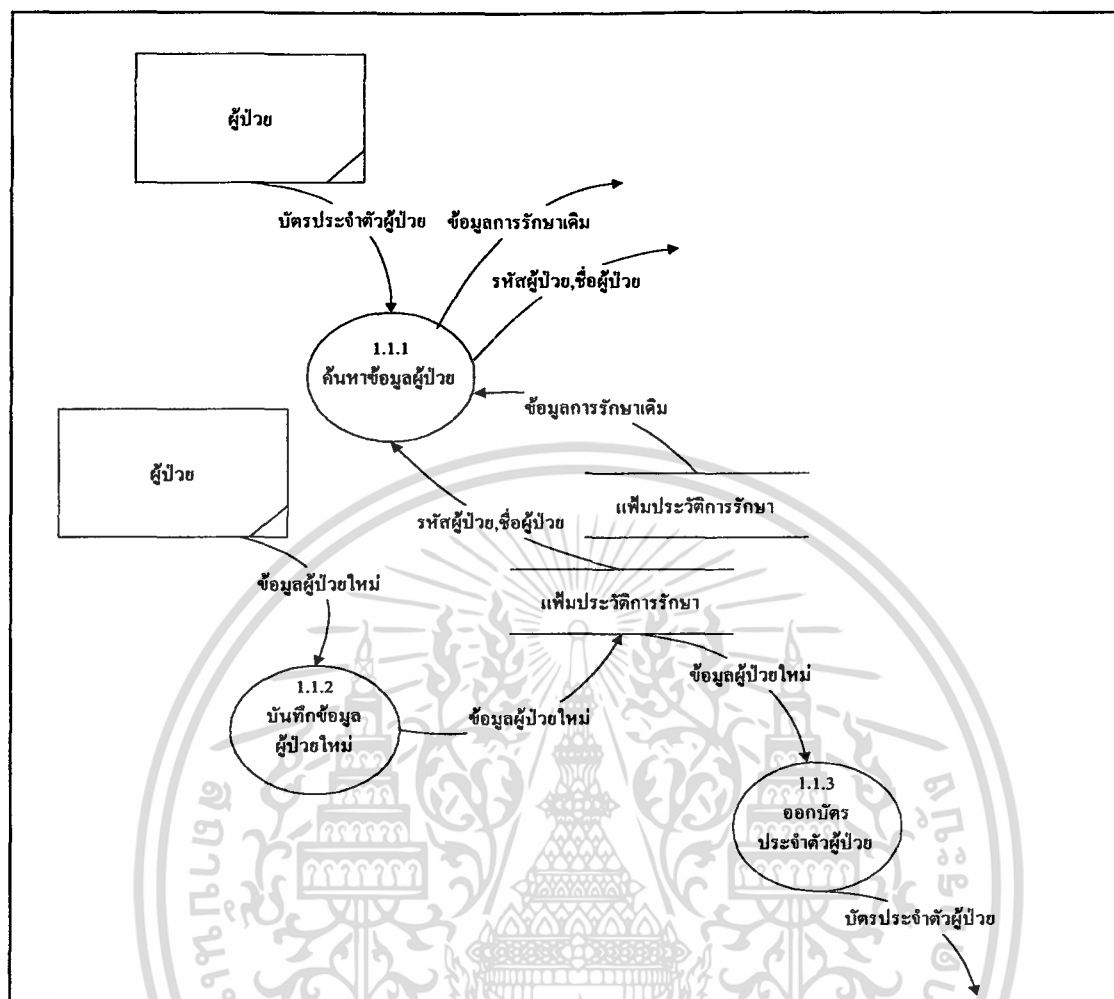 ผู้ป่วย
บัตรประจำตัวผู้ป่วย
ข้อมูลการรักษาเดิม
รหัสผู้ป่วย,ชื่อผู้ป่วย
1.1.1
ค้นหาข้อมูลผู้ป่วย
ข้อมูลการรักษาเดิม
ผู้ป่วย
แฟ้มประวัติการรักษา
รหัสผู้ป่วย,ชื่อผู้ป่วย
ข้อมูลผู้ป่วยใหม่
แฟ้มประวัติการรักษา
1.1.2
บันทึกข้อมูล
ผู้ป่วยใหม่
ข้อมูลผู้ป่วยใหม่
ข้อมูลผู้ป่วยใหม่
1.1.3
ออกบัตร
ประจำตัวผู้ป่วย
บัตรประจำตัวผู้ป่วย